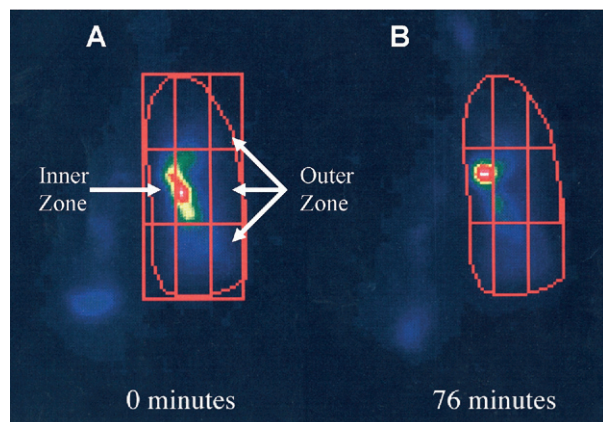 A
B
Inner
Zone
Outer
Zone
0 minutes
76 minutes